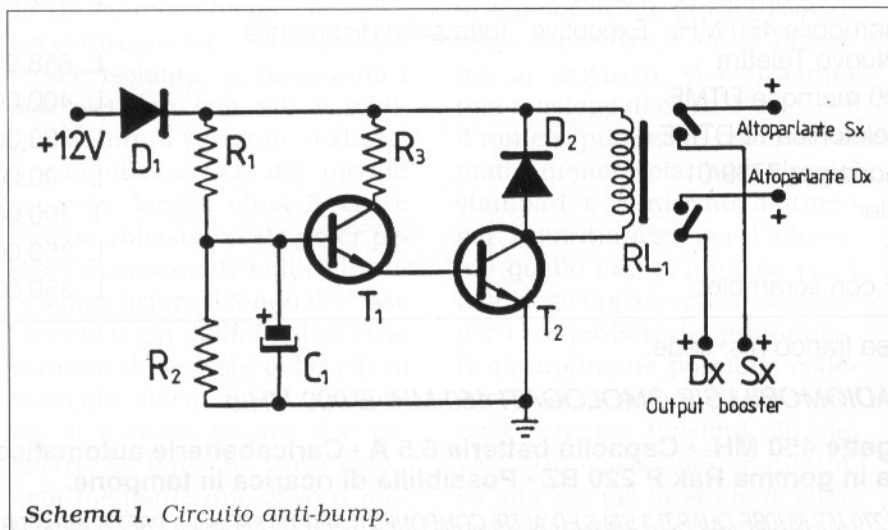 +12V
D1
R1
R3
D2
Altoparlante Sx
Altoparlante Dx
RL1
T1
T2
R2
C1
Dx Sx
Output booster
Schema 1. Circuito anti-bump.